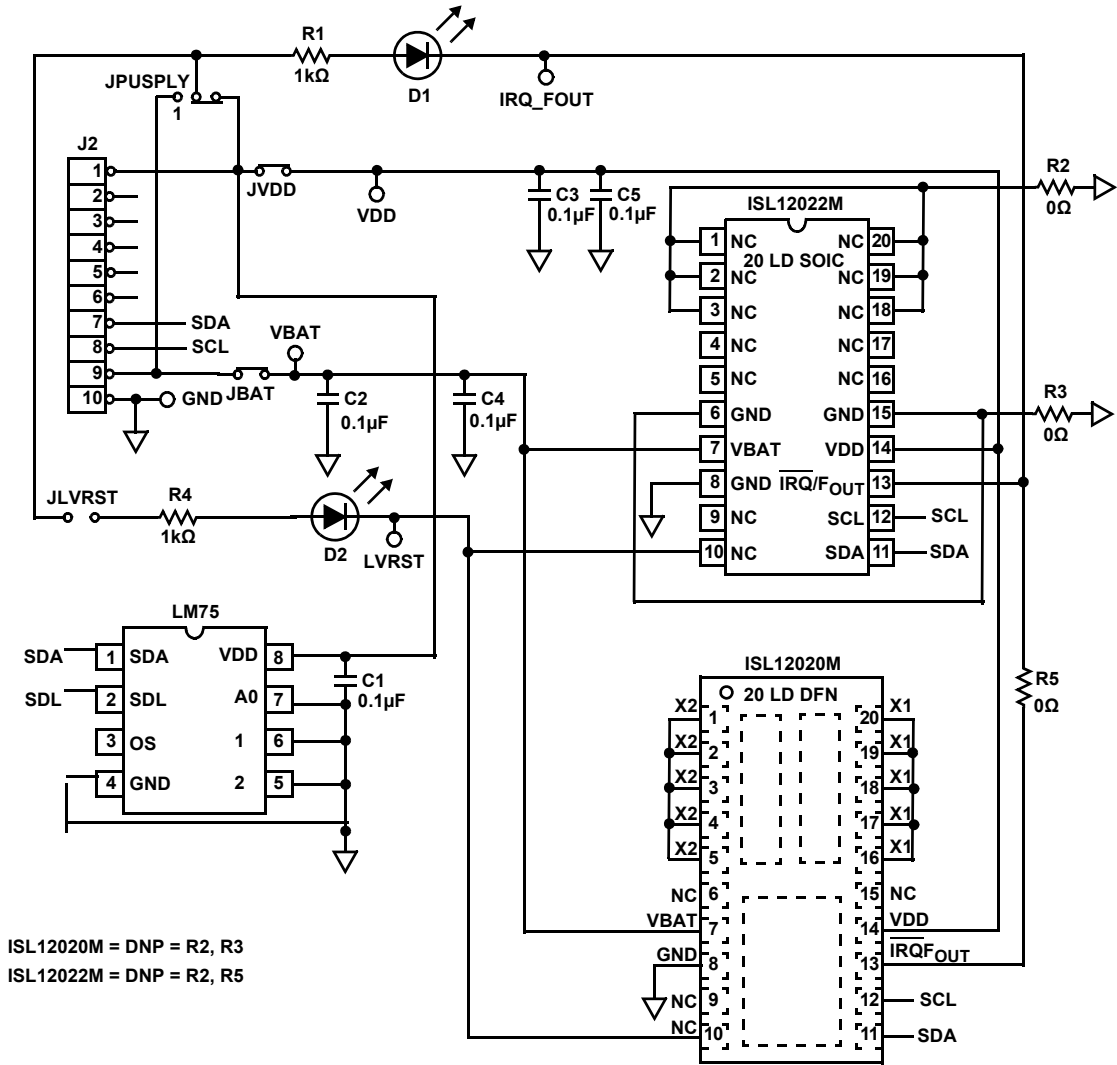 R1
1kΩ
D1
IRQ_FOUT
JPUSPLY
1
J2
1
2
3
4
5
6
7
8
9
10
SDA
SCL
GND
JVDD
VDD
C3
0.1µF
C5
0.1µF
R2
0Ω
VBAT
JBAT
C2
0.1µF
C4
0.1µF
ISL12022M
20 LD SOIC
1 NC
2 NC
3 NC
4 NC
5 NC
6 GND
7 VBAT
8 GND
9 NC
10 NC
NC 20
NC 19
NC 18
NC 17
NC 16
GND 15
VDD 14
IRQ/FOUT 13
SCL 12 SCL
SDA 11 SDA
R3
0Ω
JLVRST
R4
1kΩ
D2
LVRST
LM75
SDA 1 SDA
SDL 2 SDL
3 OS
4 GND
VDD 8
A0 7
1 6
2 5
C1
0.1µF
R5
0Ω
ISL12020M
20 LD DFN
X2 1
X2 2
X2 3
X2 4
X2 5
NC 6
VBAT 7
GND 8
NC 9
NC 10
20 X1
19 X1
18 X1
17 X1
16 X1
15 NC
14 VDD
13 IRQFOUT
12 SCL
11 SDA
ISL12020M = DNP = R2, R3
ISL12022M = DNP = R2, R5